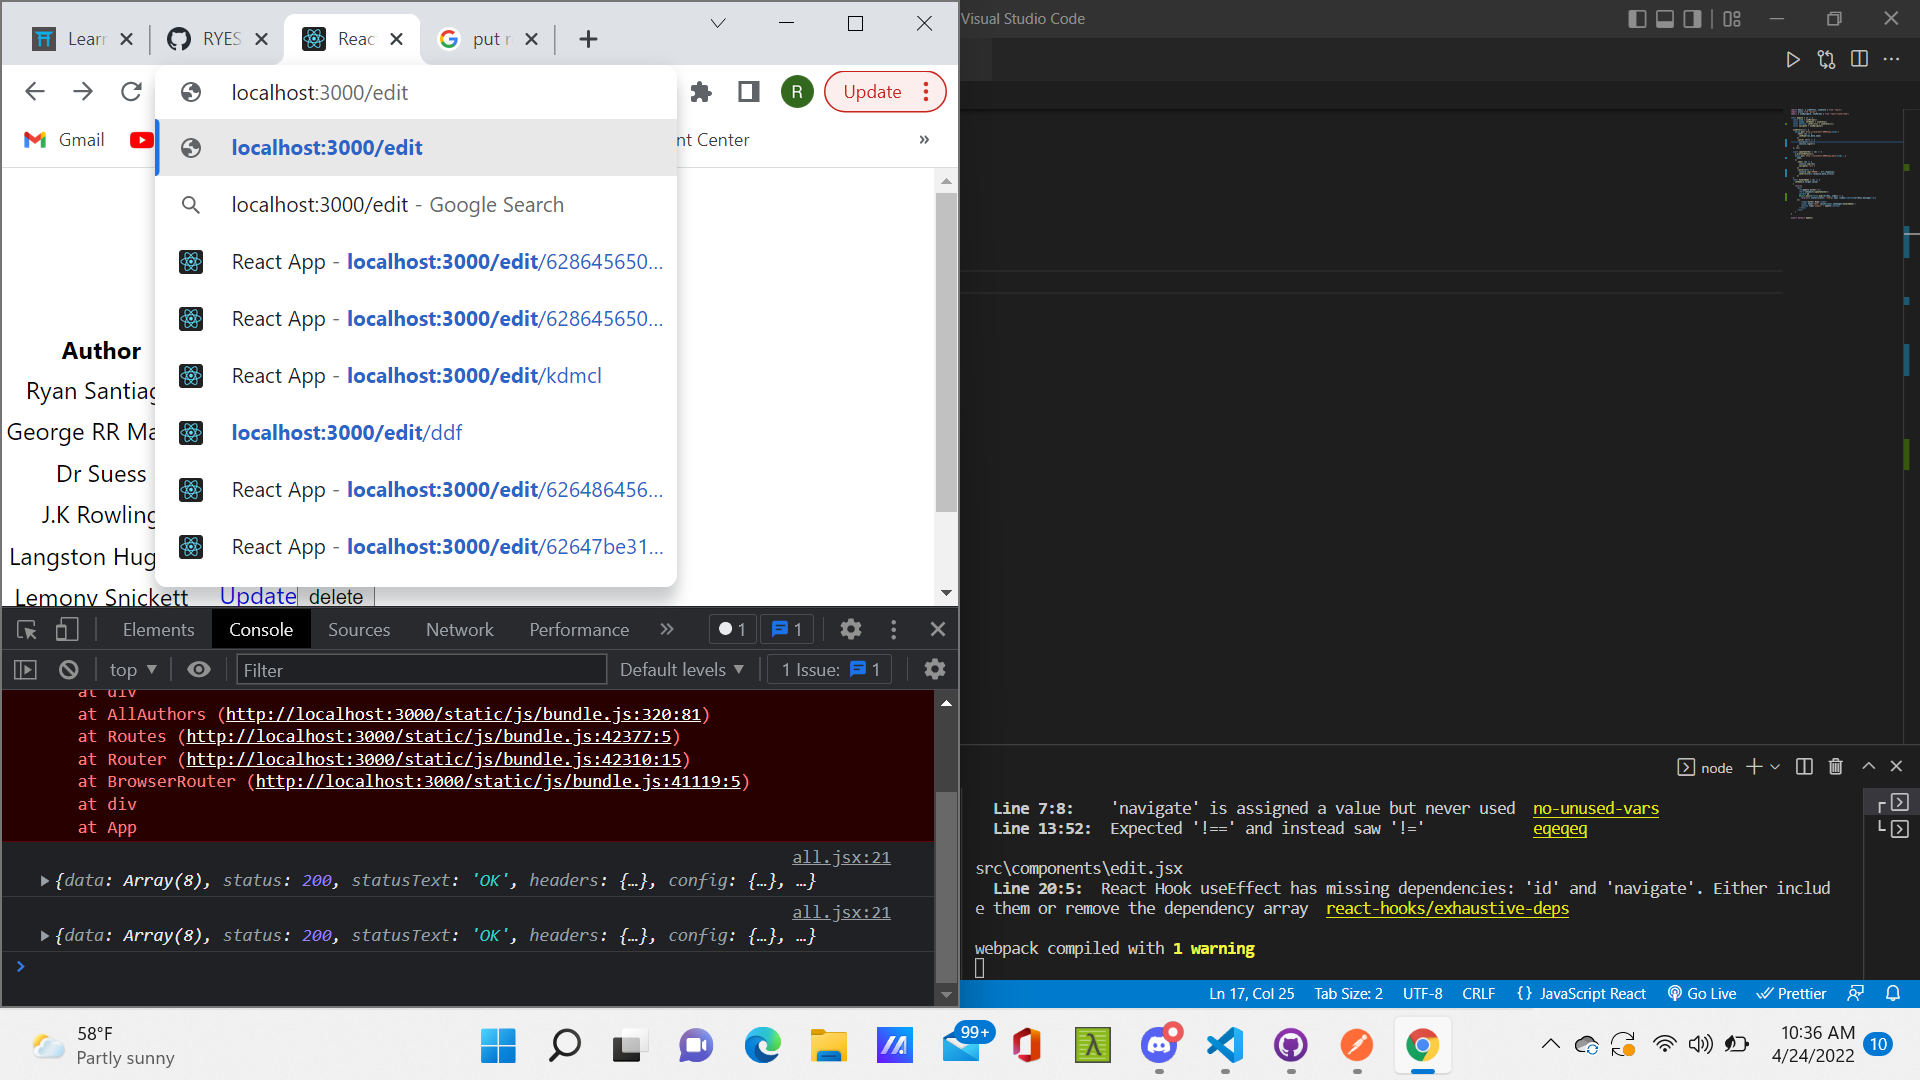 Learn
RYES
Reac
put r
Visual Studio Code
localhost:3000/edit
R
Update
Gmail
nt Center
»
localhost:3000/edit
localhost:3000/edit - Google Search
React App - localhost:3000/edit/628645650...
React App - localhost:3000/edit/628645650...
React App - localhost:3000/edit/kdmcl
localhost:3000/edit/ddf
React App - localhost:3000/edit/626486456...
React App - localhost:3000/edit/62647be31...
Author
Ryan Santiag
George RR Ma
Dr Suess
J.K Rowling
Langston Hug
Lemony Snickett Update delete
Elements Console Sources Network Performance » 1 1
top Filter Default levels 1 Issue: 1
at div
at AllAuthors (http://localhost:3000/static/js/bundle.js:320:81)
at Routes (http://localhost:3000/static/js/bundle.js:42377:5)
at Router (http://localhost:3000/static/js/bundle.js:42310:15)
at BrowserRouter (http://localhost:3000/static/js/bundle.js:41119:5)
at div
at App
all.jsx:21
{data: Array(8), status: 200, statusText: 'OK', headers: {…}, config: {…}, …}
all.jsx:21
{data: Array(8), status: 200, statusText: 'OK', headers: {…}, config: {…}, …}
node
Line 7:8: 'navigate' is assigned a value but never used no-unused-vars
Line 13:52: Expected '!==' and instead saw '!=' eqeqeq
src\components\edit.jsx
Line 20:5: React Hook useEffect has missing dependencies: 'id' and 'navigate'. Either includ
e them or remove the dependency array react-hooks/exhaustive-deps
webpack compiled with 1 warning
Ln 17, Col 25 Tab Size: 2 UTF-8 CRLF {} JavaScript React Go Live Prettier
58°F
Partly sunny
99+
10:36 AM
4/24/2022
10